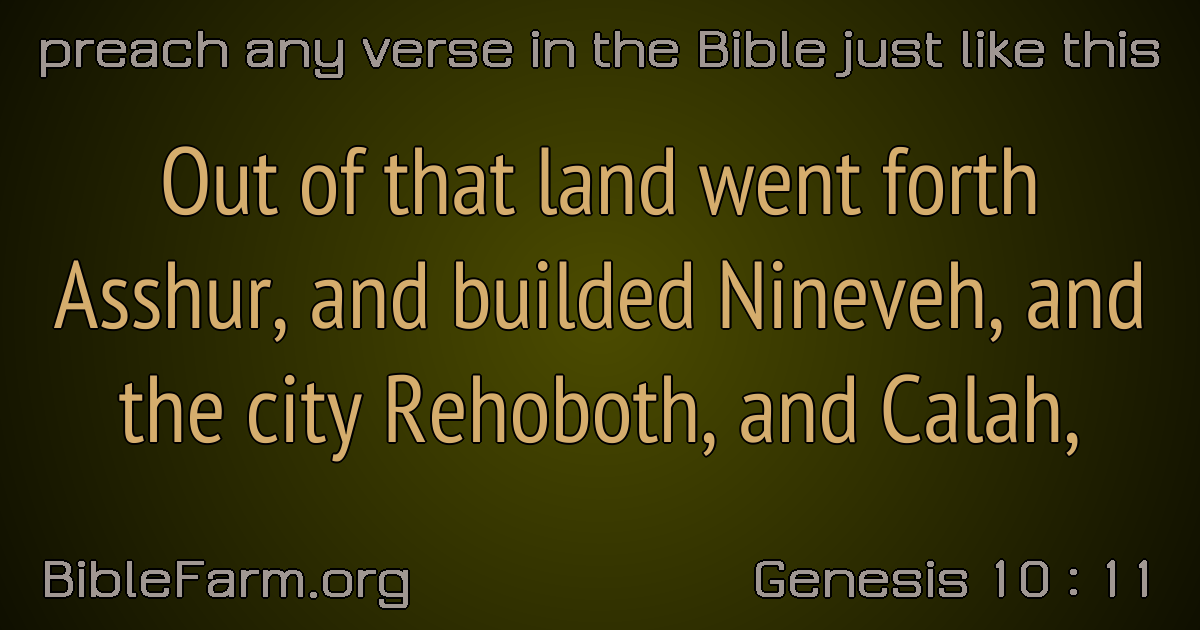 preach any verse in the Bible just like this
Out of that land went forth
Asshur, and builded Nineveh, and
the city Rehoboth, and Calah,
BibleFarm.org
Genesis 10 : 11